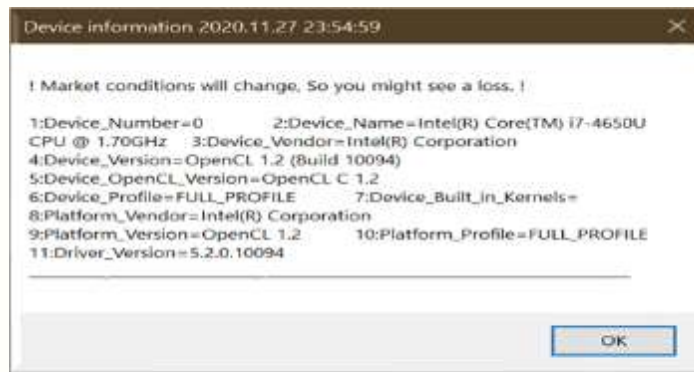 Device information 2020.11.27 23:54:59
! Market conditions will change, So you might see a loss. !
1:Device_Number=0 2:Device_Name=Intel(R) Core(TM) i7-4650U
CPU @ 1.70GHz 3:Device_Vendor=Intel(R) Corporation
4:Device_Version=OpenCL 1.2 (Build 10094)
5:Device_OpenCL_Version=OpenCL C 1.2
6:Device_Profile=FULL_PROFILE 7:Device_Built_in_Kernels=
8:Platform_Vendor=Intel(R) Corporation
9:Platform_Version=OpenCL 1.2 10:Platform_Profile=FULL_PROFILE
11:Driver_Version=5.2.0.10094
OK